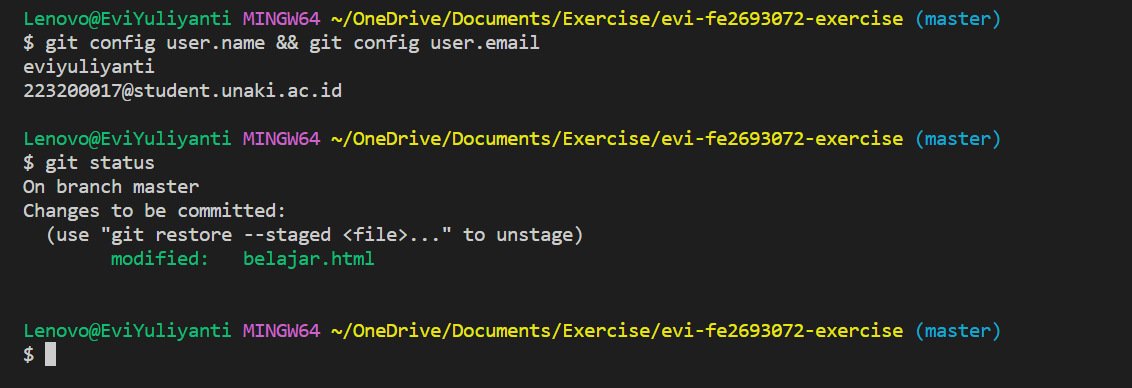 Lenovo@EviYuliyanti MINGW64 ~/OneDrive/Documents/Exercise/evi-fe2693072-exercise (master)
$ git config user.name && git config user.email
eviyuliyanti
223200017@student.unaki.ac.id
Lenovo@EviYuliyanti MINGW64 ~/OneDrive/Documents/Exercise/evi-fe2693072-exercise (master)
$ git status
On branch master
Changes to be committed:
  (use "git restore --staged <file>..." to unstage)
        modified:   belajar.html
Lenovo@EviYuliyanti MINGW64 ~/OneDrive/Documents/Exercise/evi-fe2693072-exercise (master)
$